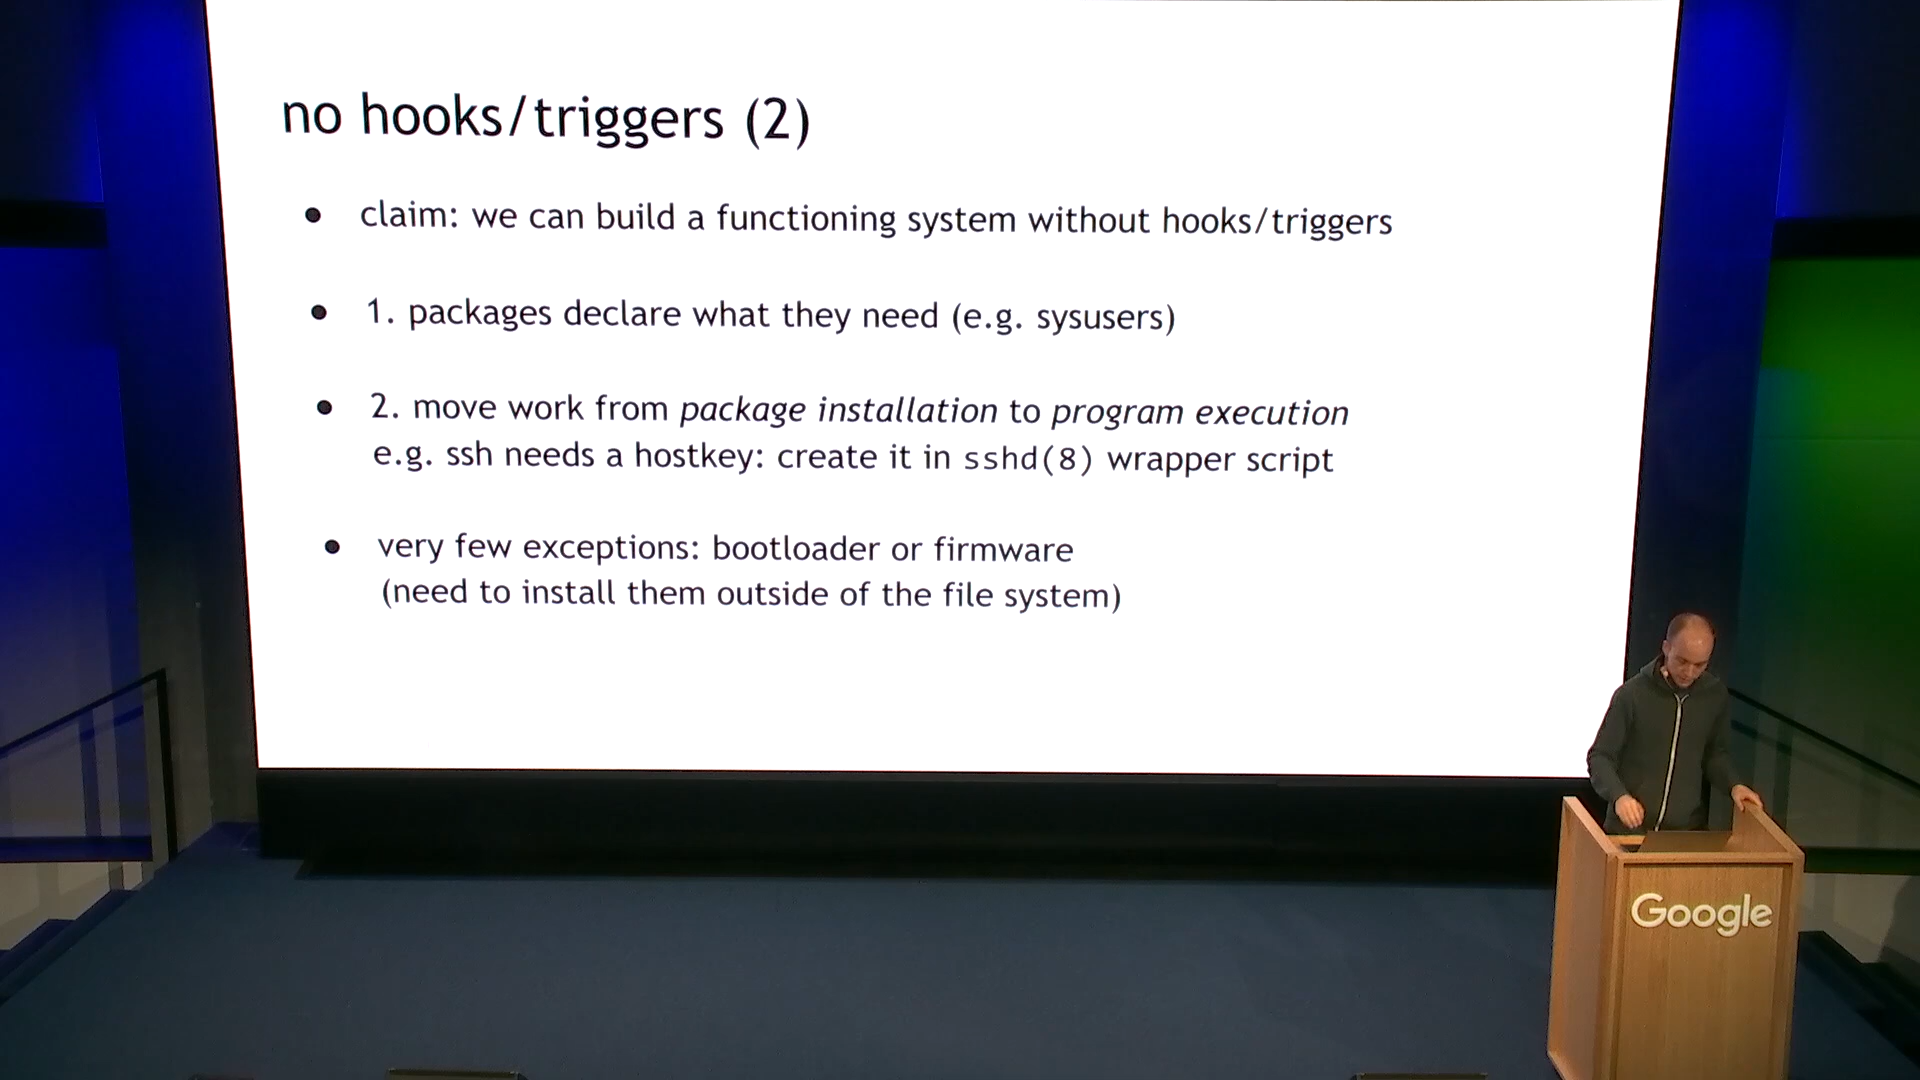 no hooks/triggers (2)
● claim: we can build a functioning system without hooks/triggers
● 1. packages declare what they need (e.g. sysusers)
● 2. move work from package installation to program execution
e.g. ssh needs a hostkey: create it in sshd(8) wrapper script
● very few exceptions: bootloader or firmware
(need to install them outside of the file system)
Google